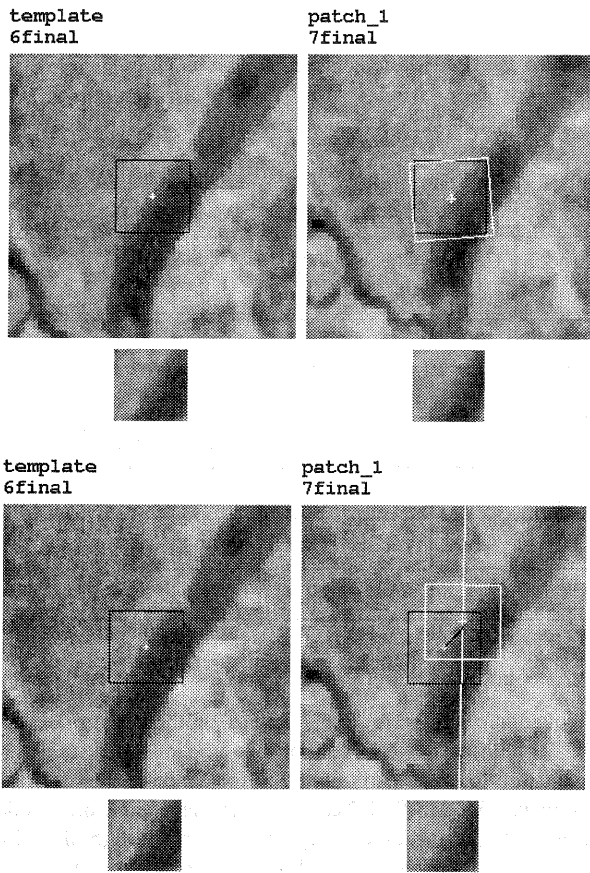 template
6final
patch_1
7final
template
6final
patch_1
7final